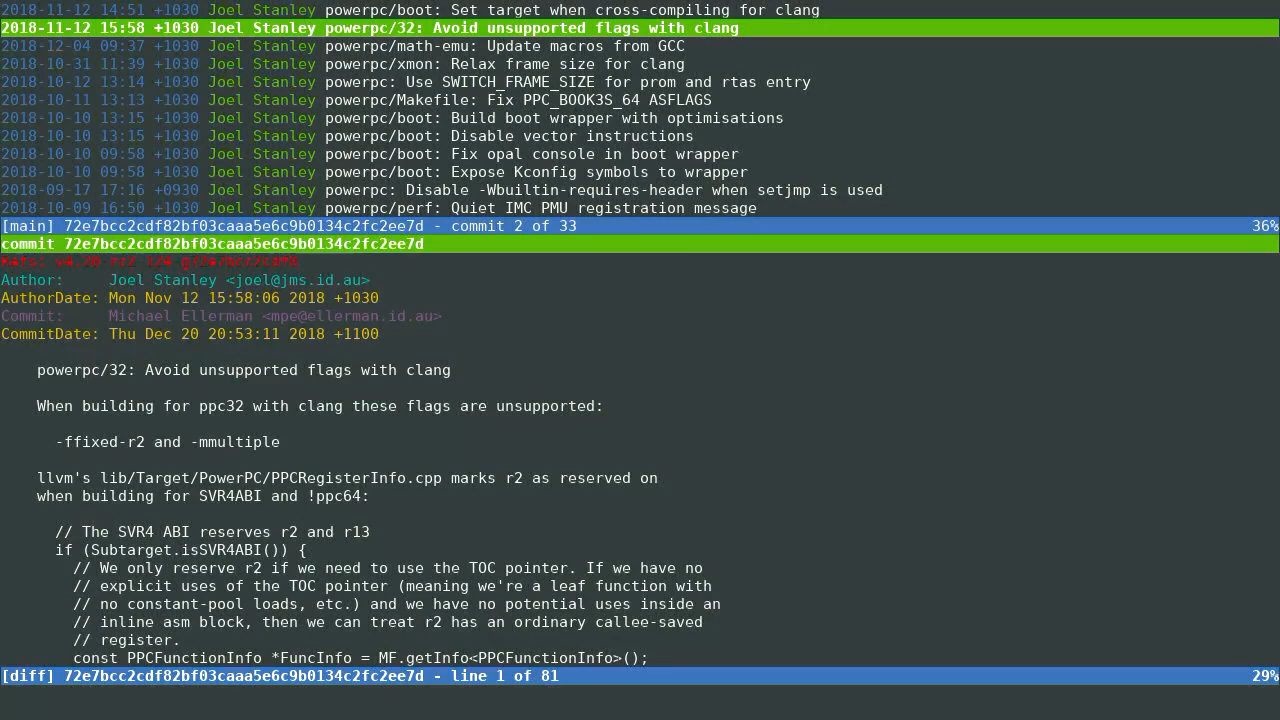 2018-11-12 14:51 +1030 Joel Stanley powerpc/boot: Set target when cross-compiling for clang
2018-11-12 15:58 +1030 Joel Stanley powerpc/32: Avoid unsupported flags with clang
2018-12-04 09:37 +1030 Joel Stanley powerpc/math-emu: Update macros from GCC
2018-10-31 11:39 +1030 Joel Stanley powerpc/xmon: Relax frame size for clang
2018-10-12 13:14 +1030 Joel Stanley powerpc: Use SWITCH_FRAME_SIZE for prom and rtas entry
2018-10-11 13:13 +1030 Joel Stanley powerpc/Makefile: Fix PPC_BOOK3S_64 ASFLAGS
2018-10-10 13:15 +1030 Joel Stanley powerpc/boot: Build boot wrapper with optimisations
2018-10-10 13:15 +1030 Joel Stanley powerpc/boot: Disable vector instructions
2018-10-10 09:58 +1030 Joel Stanley powerpc/boot: Fix opal console in boot wrapper
2018-10-10 09:58 +1030 Joel Stanley powerpc/boot: Expose Kconfig symbols to wrapper
2018-09-17 17:16 +0930 Joel Stanley powerpc: Disable -Wbuiltin-requires-header when setjmp is used
2018-10-09 16:50 +1030 Joel Stanley powerpc/perf: Quiet IMC PMU registration message
[main] 72e7bcc2cdf82bf03caaa5e6c9b0134c2fc2ee7d - commit 2 of 33 36%
commit 72e7bcc2cdf82bf03caaa5e6c9b0134c2fc2ee7d
Refs:
Author: Joel Stanley <joel@jms.id.au>
AuthorDate: Mon Nov 12 15:58:06 2018 +1030
Commit: Michael Ellerman <mpe@ellerman.id.au>
CommitDate: Thu Dec 20 20:53:11 2018 +1100
powerpc/32: Avoid unsupported flags with clang
When building for ppc32 with clang these flags are unsupported:
-ffixed-r2 and -mmultiple
llvm's lib/Target/PowerPC/PPCRegisterInfo.cpp marks r2 as reserved on
when building for SVR4ABI and !ppc64:
// The SVR4 ABI reserves r2 and r13
if (Subtarget.isSVR4ABI()) {
// We only reserve r2 if we need to use the TOC pointer. If we have no
// explicit uses of the TOC pointer (meaning we're a leaf function with
// no constant-pool loads, etc.) and we have no potential uses inside an
// inline asm block, then we can treat r2 has an ordinary callee-saved
// register.
const PPCFunctionInfo *FuncInfo = MF.getInfo<PPCFunctionInfo>();
[diff] 72e7bcc2cdf82bf03caaa5e6c9b0134c2fc2ee7d - line 1 of 81 29%